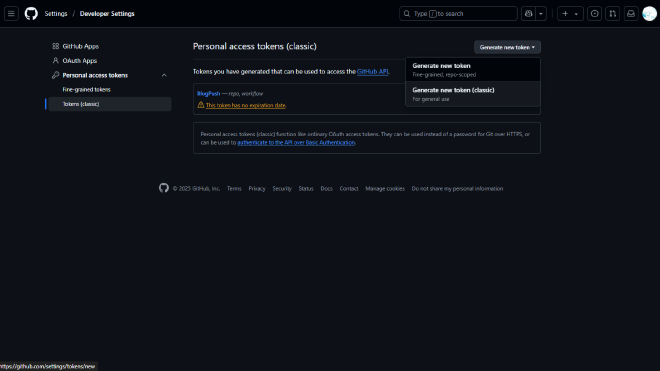 Settings / Developer Settings
Type / to search
GitHub Apps
OAuth Apps
Personal access tokens
Fine-grained tokens
Tokens (classic)
Personal access tokens (classic)
Generate new token
Generate new token
Fine-grained, repo-scoped
Generate new token (classic)
For general use
Tokens you have generated that can be used to access the GitHub API.
BlogPush — repo, workflow
This token has no expiration date.
Personal access tokens (classic) function like ordinary OAuth access tokens. They can be used instead of a password for Git over HTTPS, or
can be used to authenticate to the API over Basic Authentication.
© 2025 GitHub, Inc. Terms Privacy Security Status Docs Contact Manage cookies Do not share my personal information
https://github.com/settings/tokens/new